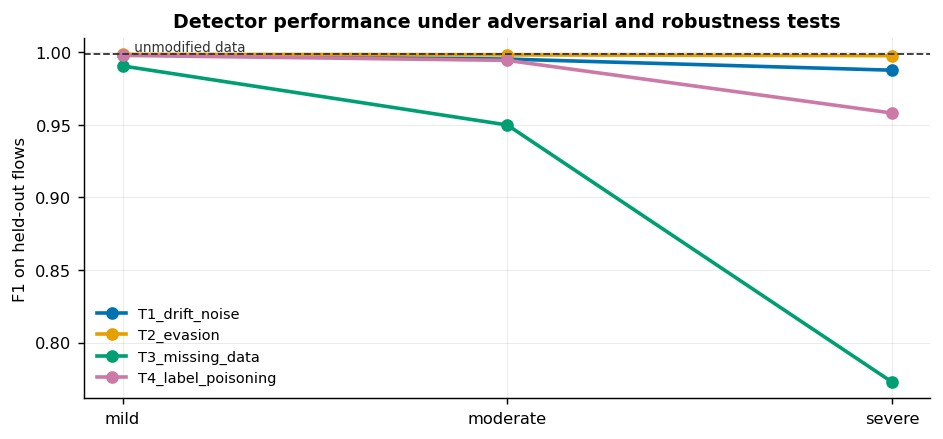 Detector performance under adversarial and robustness tests
1.00
unmodified data
0.95
0.90
0.85
0.80
F1 on held-out flows
T1_drift_noise
T2_evasion
T3_missing_data
T4_label_poisoning
mild
moderate
severe